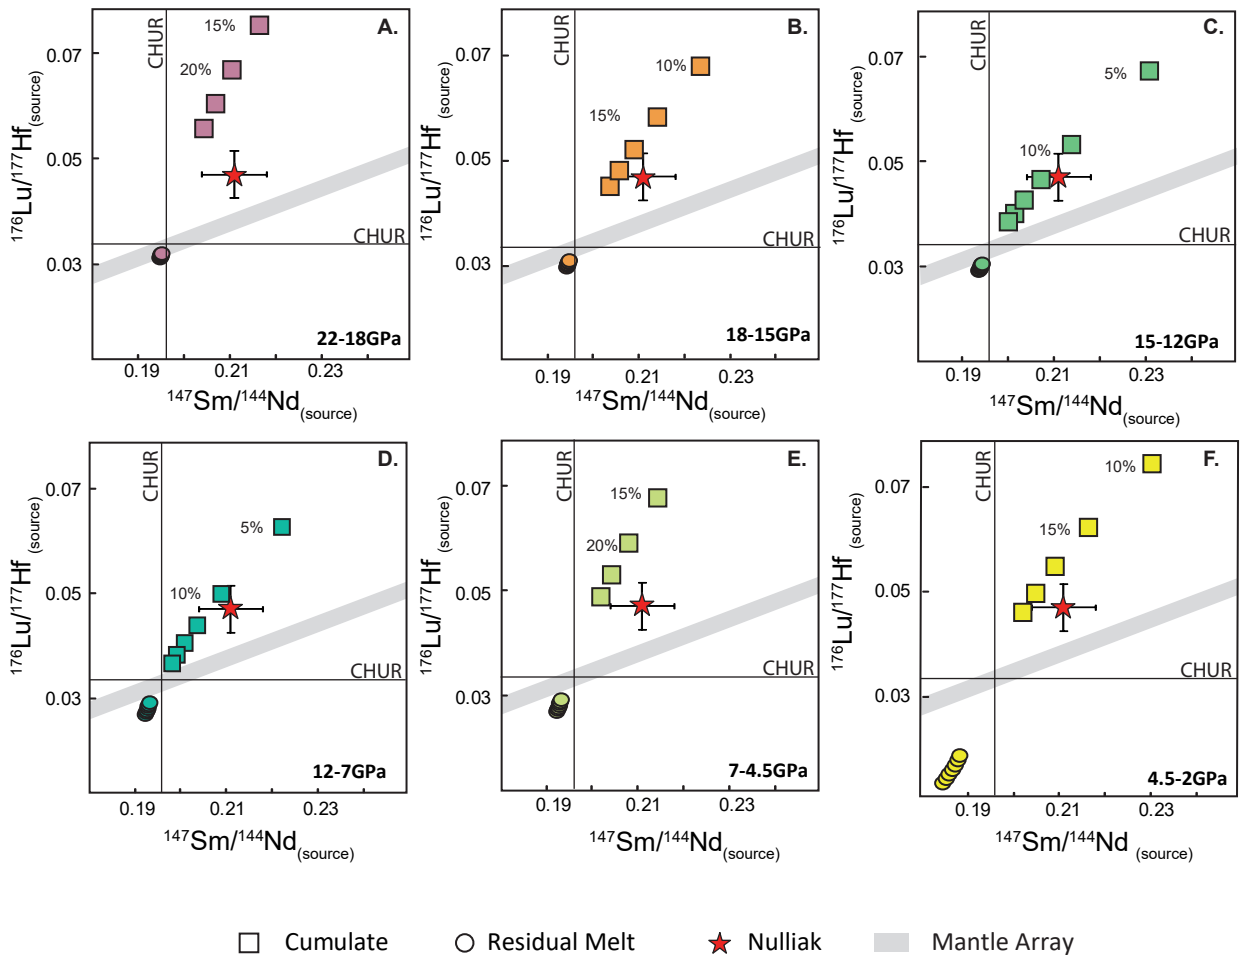 A.
CHUR
15%
20%
0.07
0.05
0.03
176Lu/177Hf(source)
CHUR
22-18GPa
0.19 0.21 0.23
147Sm/144Nd(source)
B.
CHUR
10%
15%
0.07
0.05
0.03
176Lu/177Hf(source)
CHUR
18-15GPa
0.19 0.21 0.23
147Sm/144Nd(source)
C.
CHUR
5%
10%
0.07
0.05
0.03
176Lu/177Hf(source)
CHUR
15-12GPa
0.19 0.21 0.23
147Sm/144Nd(source)
D.
CHUR
5%
10%
0.07
0.05
0.03
176Lu/177Hf (source)
CHUR
12-7GPa
0.19 0.21 0.23
147Sm/144Nd(source)
E.
CHUR
15%
20%
0.07
0.05
0.03
176Lu/177Hf (source)
CHUR
7-4.5GPa
0.19 0.21 0.23
147Sm/144Nd(source)
F.
CHUR
10%
15%
0.07
0.05
0.03
176Lu/177Hf (source)
CHUR
4.5-2GPa
0.19 0.21 0.23
147Sm/144Nd (source)
Cumulate Residual Melt Nulliak Mantle Array